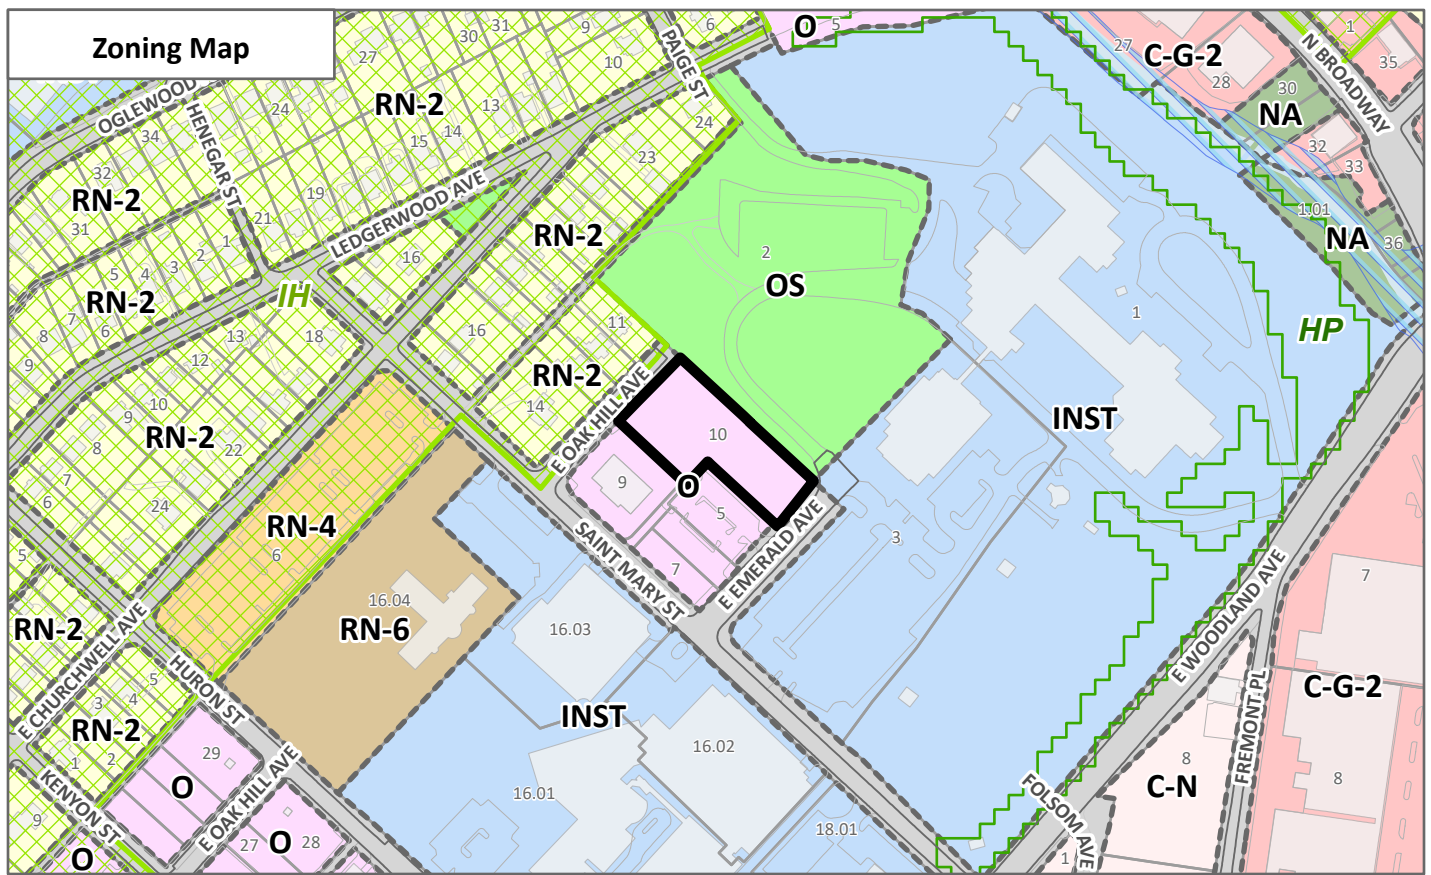 Zoning Map
6
O
5
27
30
31
9
10
PAIGE ST
27
C-G-2
28
N BROADWAY
1
35
OGLEWOOD
HENEGAR ST
24
RN-2
13
14
15
24
30
NA
34
32
33
32
RN-2
31
19
21
LEDGERWOOD AVE
23
1.01
NA
36
1
2
3
4
5
RN-2
16
RN-2
2
OS
IH
1
HP
7
6
8
9
13
18
12
16
11
RN-2
14
E OAK HILL AVE
INST
10
9
8
RN-2
22
10
9
O
5
7
6
24
RN-4
6
SAINT MARY ST
7
E EMERALD AVE
3
5
RN-2
E CHURCHWELL AVE
16.04
RN-6
16.03
E WOODLAND AVE
7
HURON ST
5
4
3
RN-2
2
1
INST
16.02
C-G-2
FREMONT PL
29
O
KENYON ST
E OAK HILL AVE
16.01
8
C-N
8
FOLSOM AVE
9
O
27
O
28
18.01
1